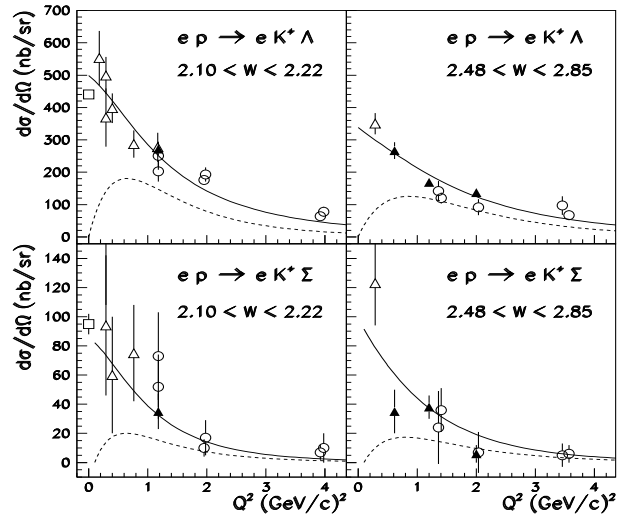 700
600
500
400
300
200
100
0
dσ/dΩ (nb/sr)
e p → e K⁺ Λ
2.10 < W < 2.22
e p → e K⁺ Λ
2.48 < W < 2.85
140
120
100
80
60
40
20
0
dσ/dΩ (nb/sr)
e p → e K⁺ Σ
2.10 < W < 2.22
e p → e K⁺ Σ
2.48 < W < 2.85
0 1 2 3 4
0 1 2 3 4
Q² (GeV/c)²
Q² (GeV/c)²